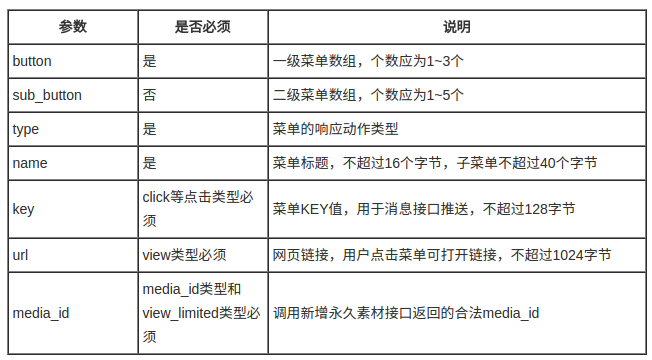 参数 是否必须 说明
button 是 一级菜单数组，个数应为1~3个
sub_button 否 二级菜单数组，个数应为1~5个
type 是 菜单的响应动作类型
name 是 菜单标题，不超过16个字节，子菜单不超过40个字节
key click等点击类型必须 菜单KEY值，用于消息接口推送，不超过128字节
url view类型必须 网页链接，用户点击菜单可打开链接，不超过1024字节
media_id media_id类型和view_limited类型必须 调用新增永久素材接口返回的合法media_id